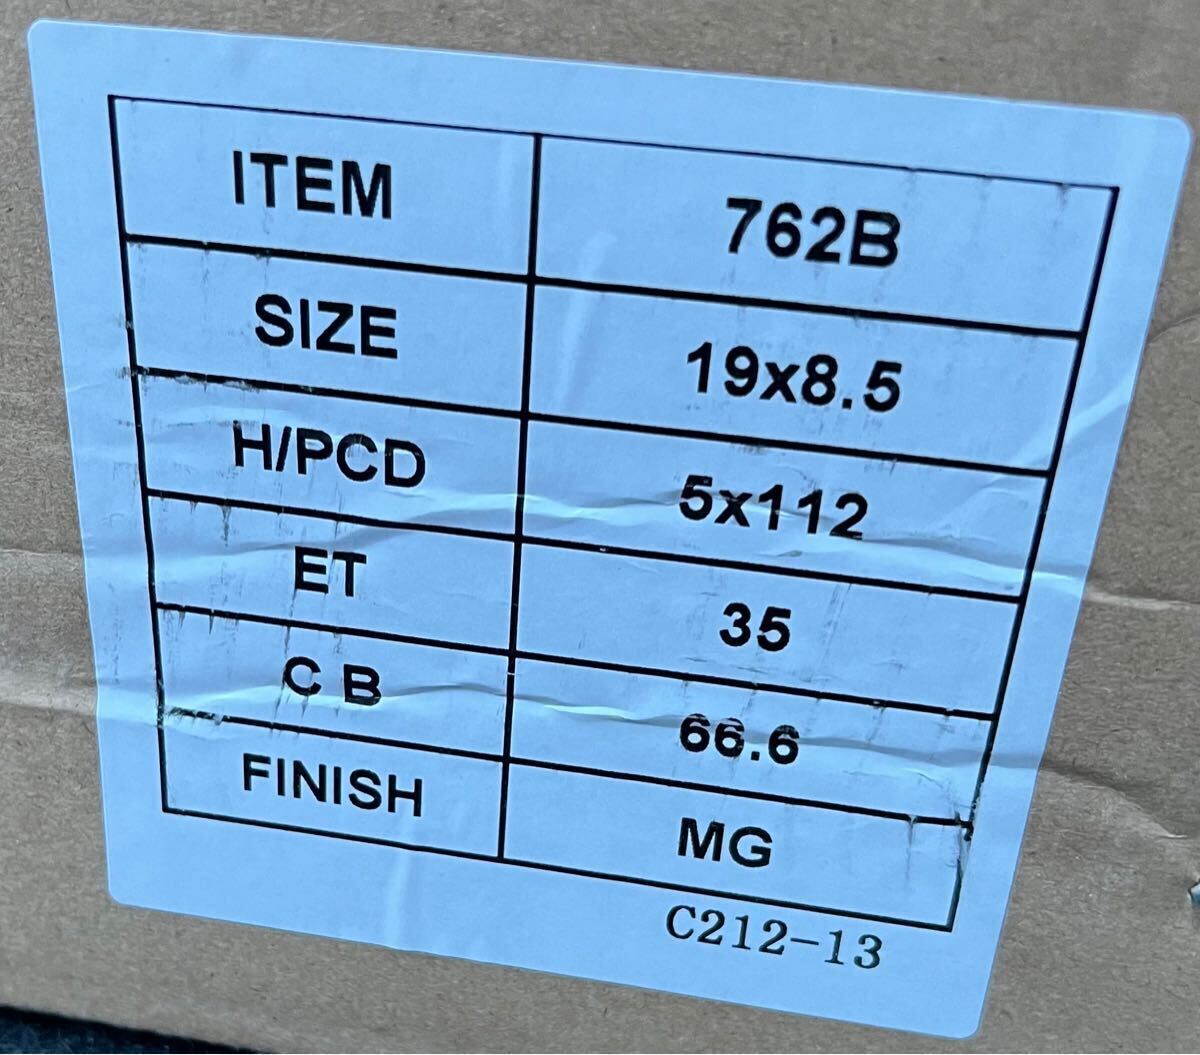 ITEM 762B
SIZE 19x8.5
H/PCD 5x112
ET 35
C B 66.6
FINISH MG
C212-13